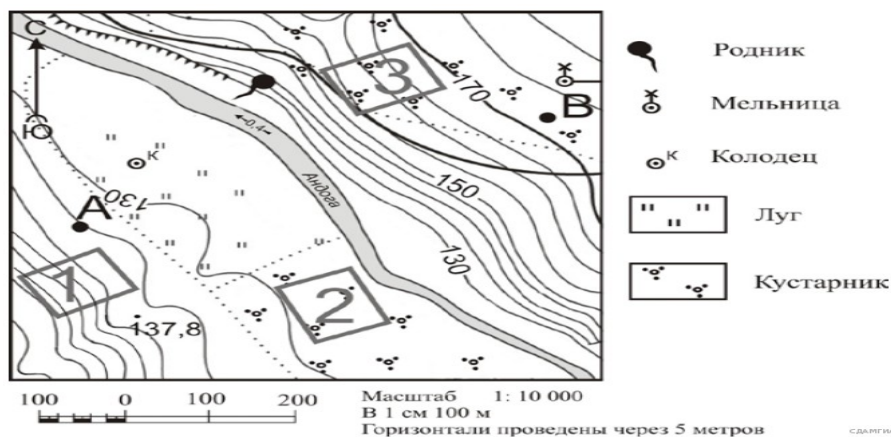 С
Ю
3
170
В
0,4
К
Андога
150
130
130
А
1
2
137,8
Родник
Мельница
К
Колодец
Луг
Кустарник
100 0 100 200
Масштаб 1: 10 000
В 1 см 100 м
Горизонтали проведены через 5 метров